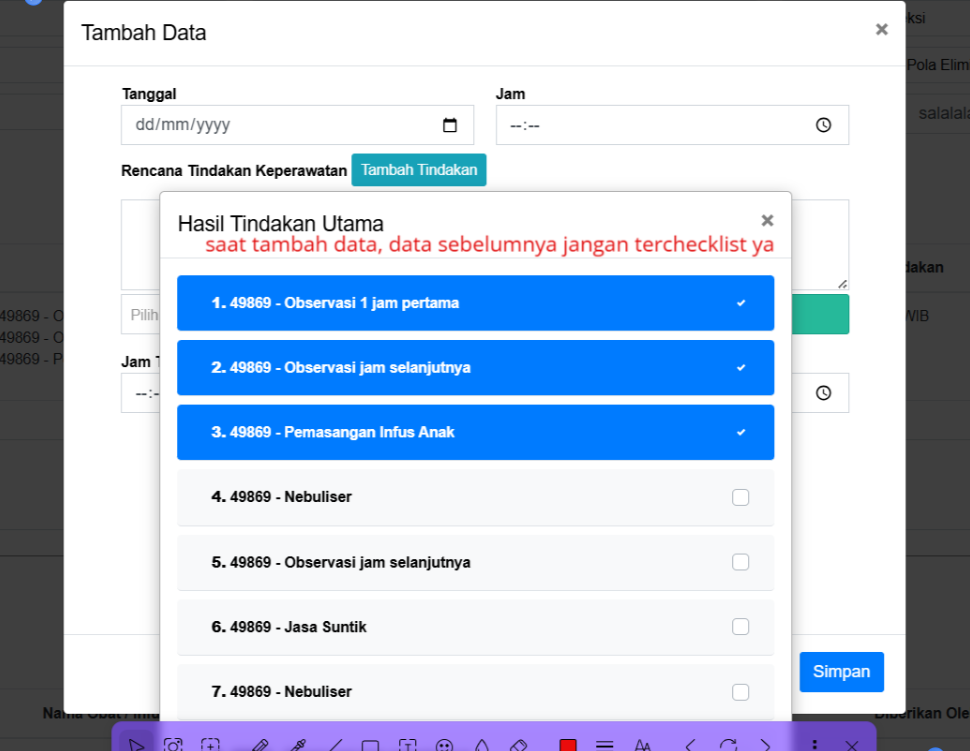 Tambah Data
×
ksi
Pola Elim
salalala
Tanggal
Jam
dd/mm/yyyy
--:--
Rencana Tindakan Keperawatan
Tambah Tindakan
Hasil Tindakan Utama
×
saat tambah data, data sebelumnya jangan terchecklist ya
dakan
1. 49869 - Observasi 1 jam pertama
49869 - O
Pilih
WIB
49869 - O
49869 - P
Jam T
2. 49869 - Observasi jam selanjutnya
--:-
3. 49869 - Pemasangan Infus Anak
4. 49869 - Nebuliser
5. 49869 - Observasi jam selanjutnya
6. 49869 - Jasa Suntik
Simpan
7. 49869 - Nebuliser
Nama Obat / Infu
Diberikan Ole